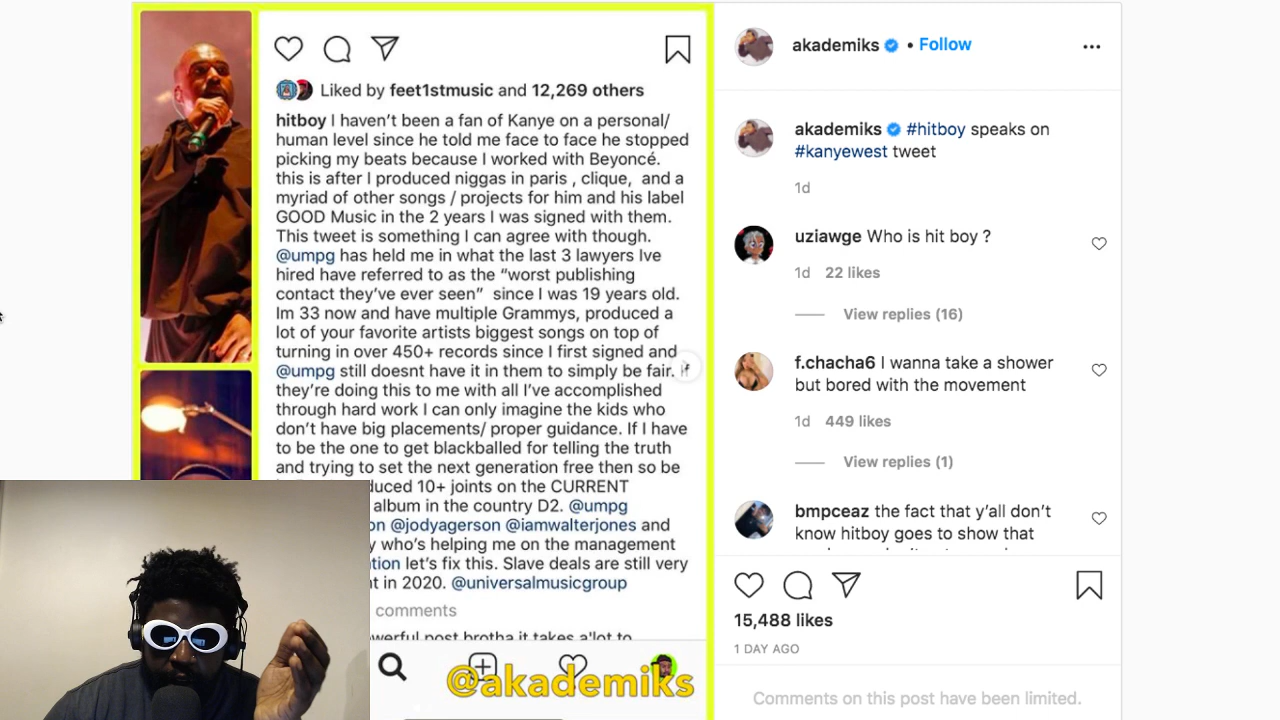 Liked by feet1stmusic and 12,269 others
hitboy I haven't been a fan of Kanye on a personal/
human level since he told me face to face he stopped
picking my beats because I worked with Beyoncé.
this is after I produced niggas in paris , clique, and a
myriad of other songs / projects for him and his label
GOOD Music in the 2 years I was signed with them.
This tweet is something I can agree with though.
@umpg has held me in what the last 3 lawyers Ive
hired have referred to as the “worst publishing
contact they've ever seen” since I was 19 years old.
Im 33 now and have multiple Grammys, produced a
lot of your favorite artists biggest songs on top of
turning in over 450+ records since I first signed and
@umpg still doesnt have it in them to simply be fair. If
they're doing this to me with all I've accomplished
through hard work I can only imagine the kids who
don't have big placements/ proper guidance. If I have
to be the one to get blackballed for telling the truth
and trying to set the next generation free then so be
10+ joints on the CURRENT
album in the country D2. @umpg
@jodyagerson @iamwalterjones and
who's helping me on the management
let's fix this. Slave deals are still very
in 2020. @universalmusicgroup
comments
post brotha it takes a'lot to
@akademiks
akademiks • Follow
akademiks #hitboy speaks on
#kanyewest tweet
1d
uziawge Who is hit boy ?
1d 22 likes
View replies (16)
f.chacha6 I wanna take a shower
but bored with the movement
1d 449 likes
View replies (1)
bmpceaz the fact that y'all don't
know hitboy goes to show that
15,488 likes
1 DAY AGO
Comments on this post have been limited.